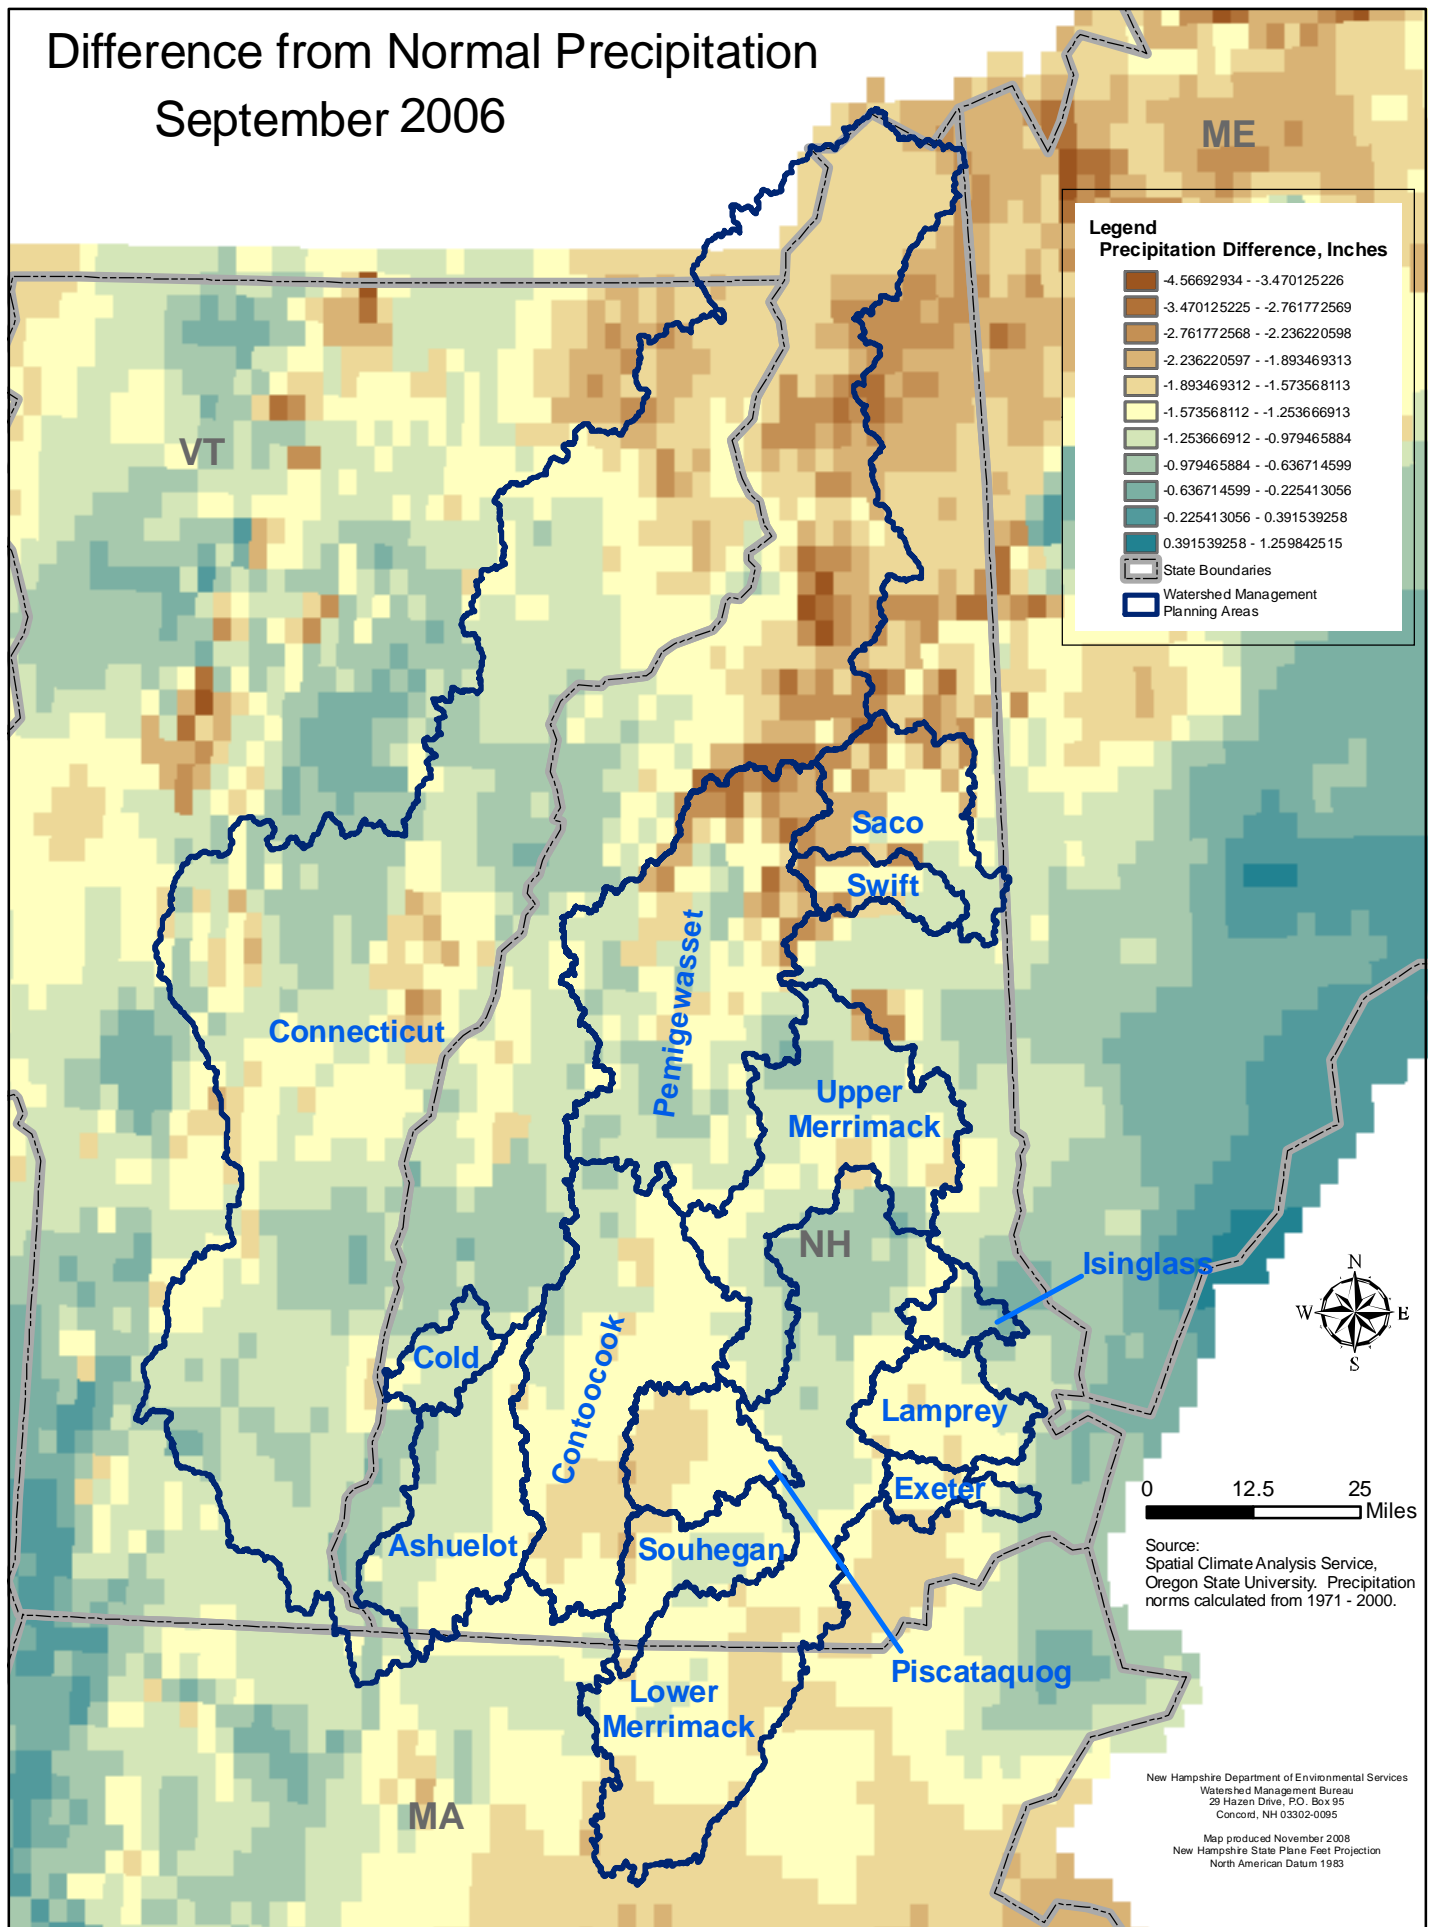 Difference from Normal Precipitation
September 2006
ME
Legend
Precipitation Difference, Inches
-4.56692934 - -3.470125226
-3.470125225 - -2.761772569
-2.761772568 - -2.236220598
-2.236220597 - -1.893469313
-1.893469312 - -1.573568113
-1.573568112 - -1.253666913
-1.253666912 - -0.979465884
-0.979465884 - -0.636714599
-0.636714599 - -0.225413056
-0.225413056 - 0.391539258
0.391539258 - 1.259842515
State Boundaries
Watershed Management
Planning Areas
VT
Saco
Swift
Pemigewasset
Connecticut
Upper
Merrimack
NH
Isinglass
N
W E
S
Cold
Contoocook
Lamprey
Exeter
Ashuelot
Souhegan
Piscataquog
Lower
Merrimack
MA
0 12.5 25
Miles
Source:
Spatial Climate Analysis Service,
Oregon State University. Precipitation
norms calculated from 1971 - 2000.
New Hampshire Department of Environmental Services
Watershed Management Bureau
29 Hazen Drive, P.O. Box 95
Concord, NH 03302-0095
Map produced November 2008
New Hampshire State Plane Feet Projection
North American Datum 1983